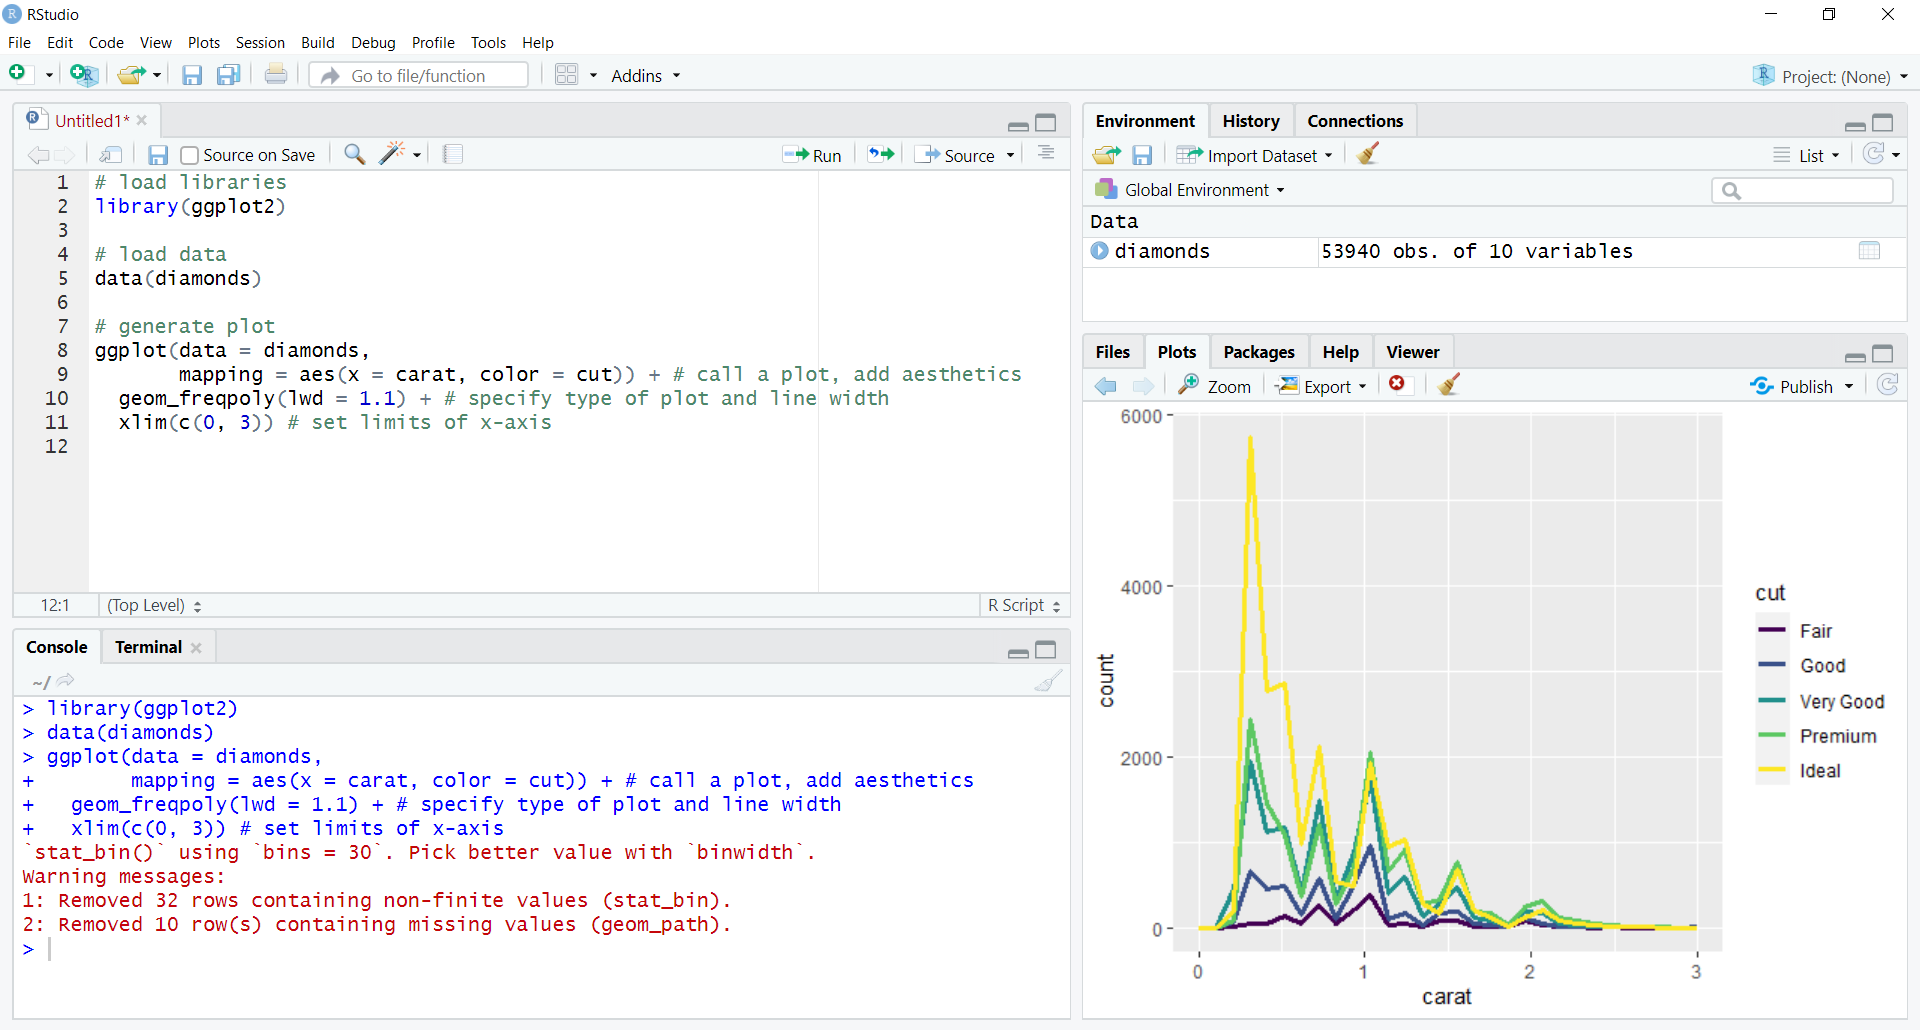 RStudio
File Edit Code View Plots Session Build Debug Profile Tools Help
Go to file/function Addins Project: (None)
Untitled1*
Source on Save Run Source
1 # load libraries
2 library(ggplot2)
3
4 # load data
5 data(diamonds)
6
7 # generate plot
8 ggplot(data = diamonds,
9        mapping = aes(x = carat, color = cut)) + # call a plot, add aesthetics
10   geom_freqpoly(lwd = 1.1) + # specify type of plot and line width
11   xlim(c(0, 3)) # set limits of x-axis
12
12:1 (Top Level) R Script
Console Terminal
~/
> library(ggplot2)
> data(diamonds)
> ggplot(data = diamonds,
+        mapping = aes(x = carat, color = cut)) + # call a plot, add aesthetics
+   geom_freqpoly(lwd = 1.1) + # specify type of plot and line width
+   xlim(c(0, 3)) # set limits of x-axis
`stat_bin()` using `bins = 30`. Pick better value with `binwidth`.
Warning messages:
1: Removed 32 rows containing non-finite values (stat_bin).
2: Removed 10 row(s) containing missing values (geom_path).
>
Environment History Connections
Import Dataset List
Global Environment
Data
diamonds 53940 obs. of 10 variables
Files Plots Packages Help Viewer
Zoom Export Publish
6000
4000
2000
0
count
0 1 2 3
carat
cut
Fair
Good
Very Good
Premium
Ideal